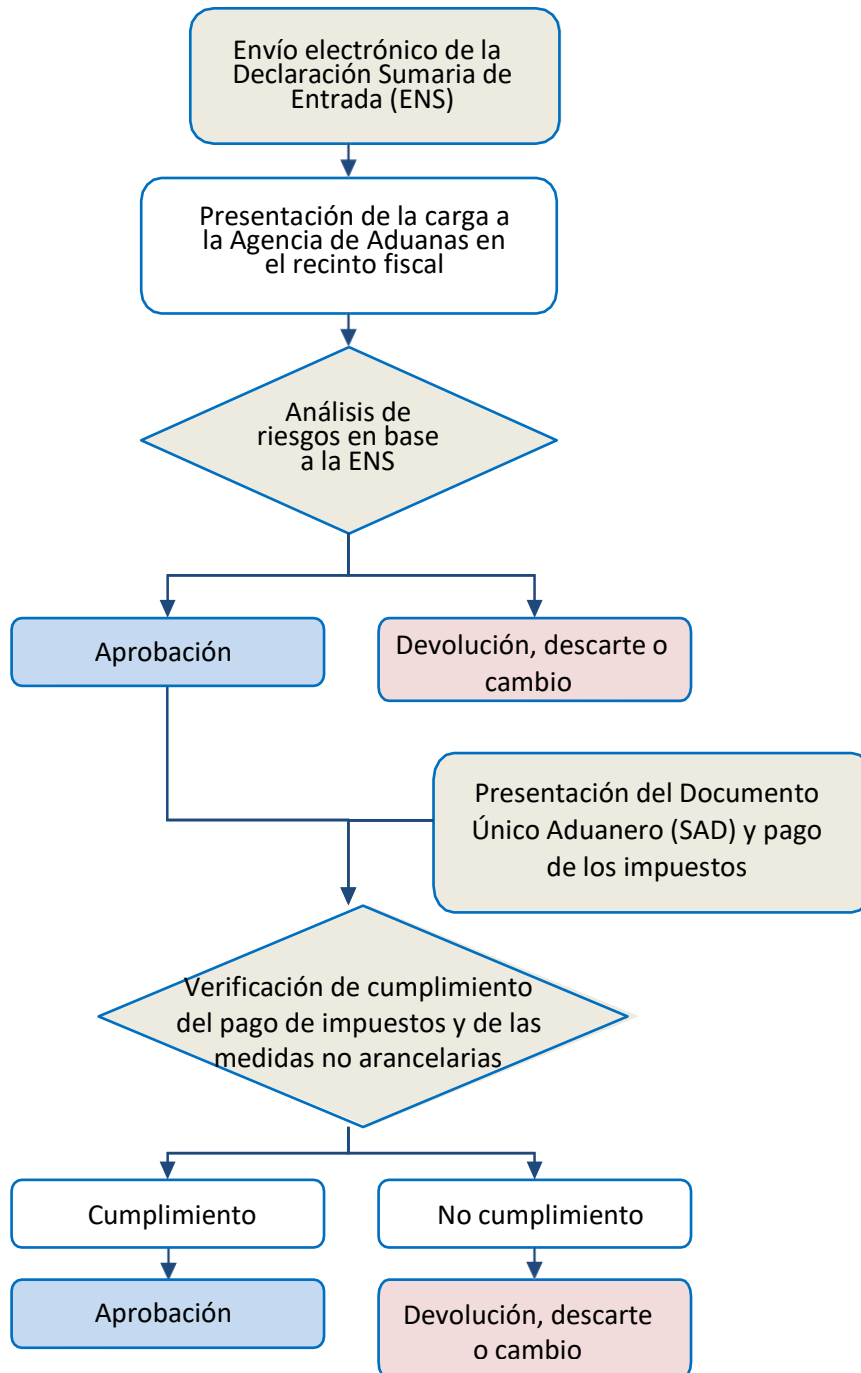 Envío electrónico de la
Declaración Sumaria de
Entrada (ENS)
Presentación de la carga a
la Agencia de Aduanas en
el recinto fiscal
Análisis de
riesgos en base
a la ENS
Aprobación
Devolución, descarte o
cambio
Presentación del Documento
Único Aduanero (SAD) y pago
de los impuestos
Verificación de cumplimiento
del pago de impuestos y de las
medidas no arancelarias
Cumplimiento
No cumplimiento
Aprobación
Devolución, descarte
o cambio